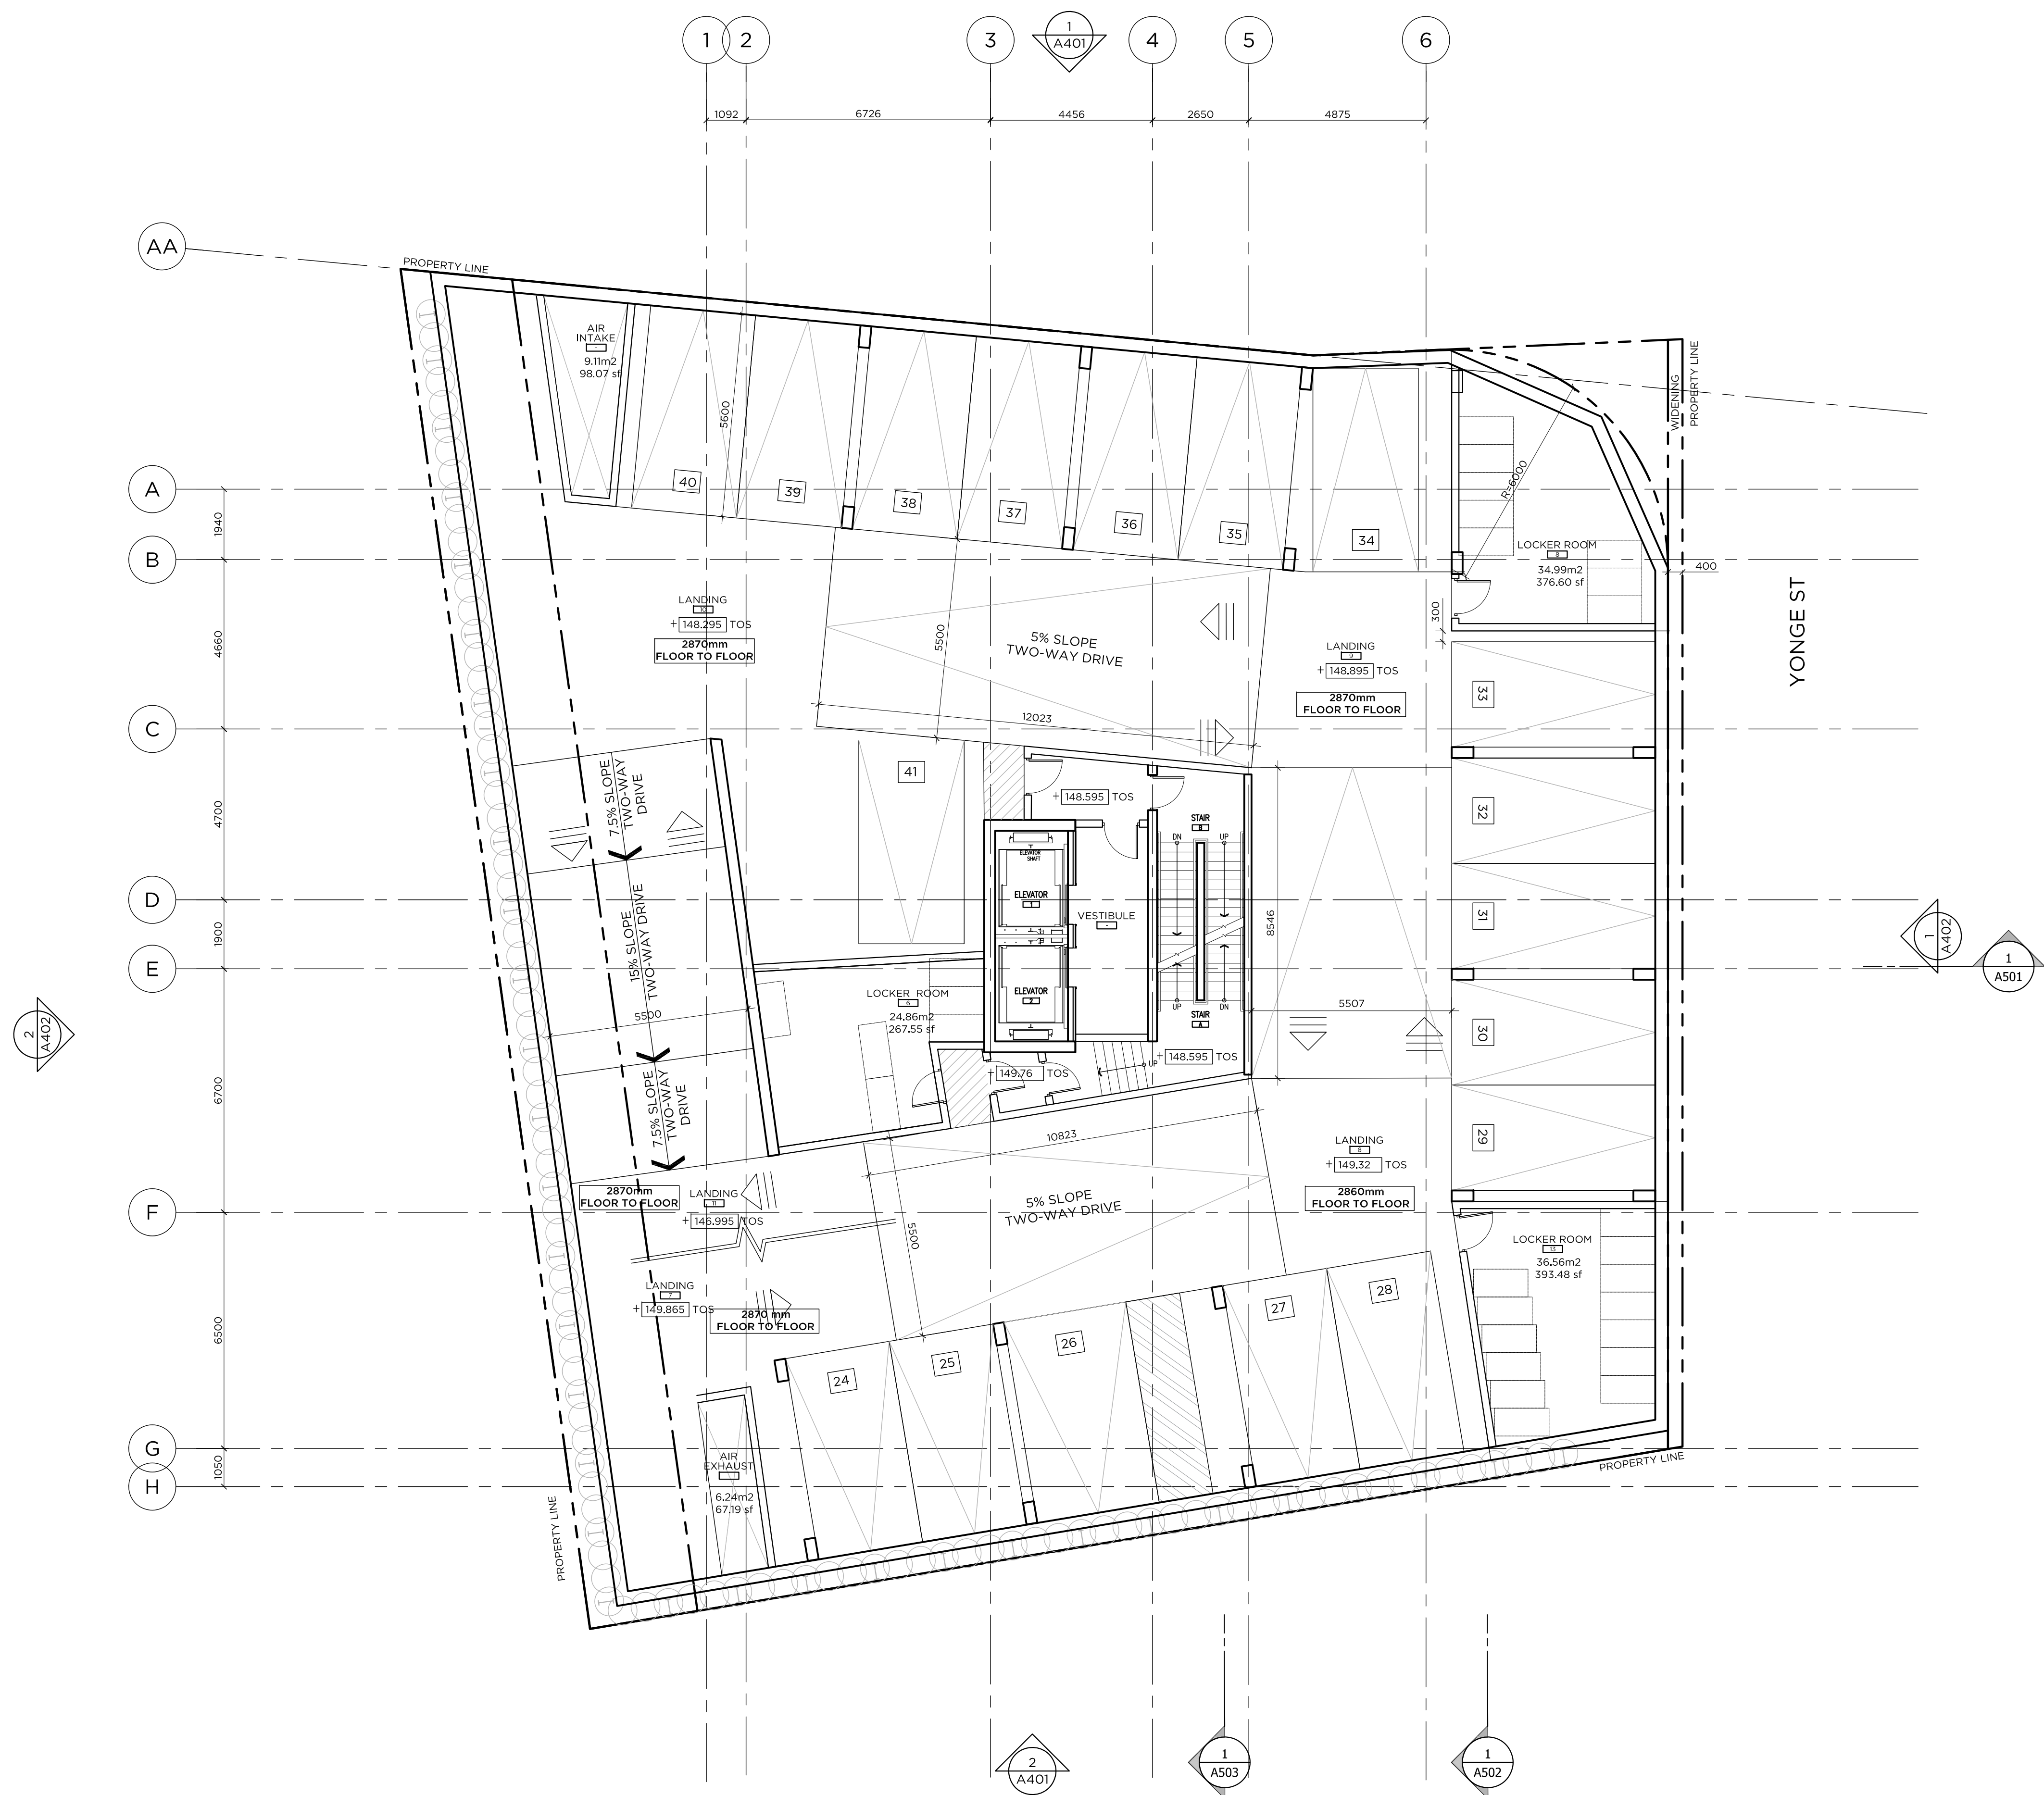 1
2
3
1
A401
4
5
6
1092
6726
4456
2650
4875
AA
PROPERTY LINE
AIR
INTAKE
-
9.11m2
98.07 sf
WIDENING
PROPERTY LINE
5600
R=6000
A
40
39
38
37
36
35
34
1940
B
LOCKER ROOM
8
34.99m2
376.60 sf
400
YONGE ST
LANDING
10
+ 148.295 TOS
2870mm
FLOOR TO FLOOR
4660
5500
5% SLOPE
TWO-WAY DRIVE
300
LANDING
9
+ 148.895 TOS
2870mm
FLOOR TO FLOOR
33
C
12023
41
7.5% SLOPE
TWO-WAY
DRIVE
4700
+ 148.595 TOS
32
STAIR
B
DN
UP
ELEVATOR
SHAFT
ELEVATOR
1
D
VESTIBULE
-
31
8546
15% SLOPE
TWO-WAY DRIVE
1900
1
A402
E
1
A501
LOCKER ROOM
6
24.86m2
267.55 sf
ELEVATOR
2
UP
DN
STAIR
A
5500
5507
30
2
A402
+ 148.595 TOS
UP
+ 149.76 TOS
6700
7.5% SLOPE
TWO-WAY
DRIVE
10823
29
LANDING
8
+ 149.32 TOS
2860mm
FLOOR TO FLOOR
2870mm
FLOOR TO FLOOR
LANDING
11
+ 146.995 TOS
5% SLOPE
TWO-WAY DRIVE
F
5500
LOCKER ROOM
13
36.56m2
393.48 sf
LANDING
7
+ 149.865 TOS
2870 mm
FLOOR TO FLOOR
6500
28
27
26
25
24
G
AIR
EXHAUST
6.24m2
67.19 sf
PROPERTY LINE
1050
H
PROPERTY LINE
2
A401
1
A503
1
A502